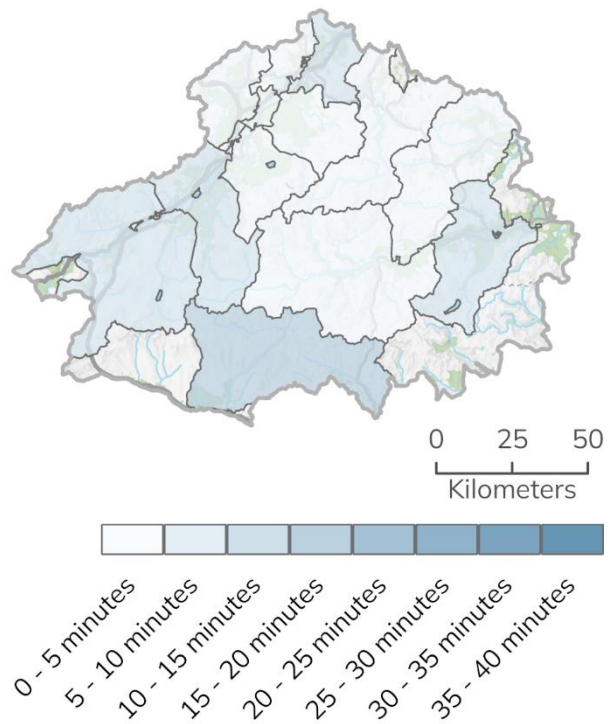 0 25 50
Kilometers
0 - 5 minutes
5 - 10 minutes
10 - 15 minutes
15 - 20 minutes
20 - 25 minutes
25 - 30 minutes
30 - 35 minutes
35 - 40 minutes